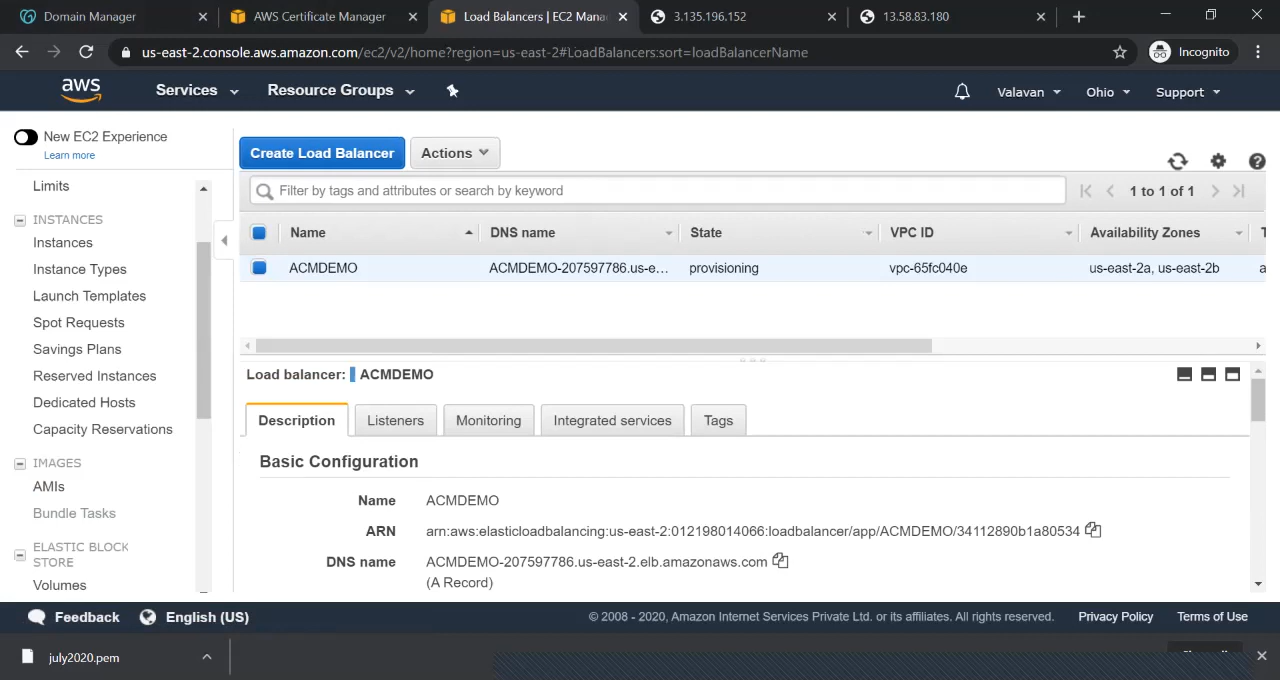 Domain Manager
AWS Certificate Manager
Load Balancers | EC2 Mana
3.135.196.152
13.58.83.180
us-east-2.console.aws.amazon.com/ec2/v2/home?region=us-east-2#LoadBalancers:sort=loadBalancerName
Incognito
aws
Services
Resource Groups
Valavan
Ohio
Support
New EC2 Experience
Learn more
Limits
INSTANCES
Instances
Instance Types
Launch Templates
Spot Requests
Savings Plans
Reserved Instances
Dedicated Hosts
Capacity Reservations
IMAGES
AMIs
Bundle Tasks
ELASTIC BLOCK
STORE
Volumes
Create Load Balancer
Actions
Filter by tags and attributes or search by keyword
1 to 1 of 1
Name DNS name State VPC ID Availability Zones T
ACMDEMO ACMDEMO-207597786.us-e... provisioning vpc-65fc040e us-east-2a, us-east-2b a
Load balancer: ACMDEMO
Description Listeners Monitoring Integrated services Tags
Basic Configuration
Name ACMDEMO
ARN arn:aws:elasticloadbalancing:us-east-2:012198014066:loadbalancer/app/ACMDEMO/34112890b1a80534
DNS name ACMDEMO-207597786.us-east-2.elb.amazonaws.com
(A Record)
Feedback
English (US)
© 2008 - 2020, Amazon Internet Services Private Ltd. or its affiliates. All rights reserved.
Privacy Policy
Terms of Use
july2020.pem